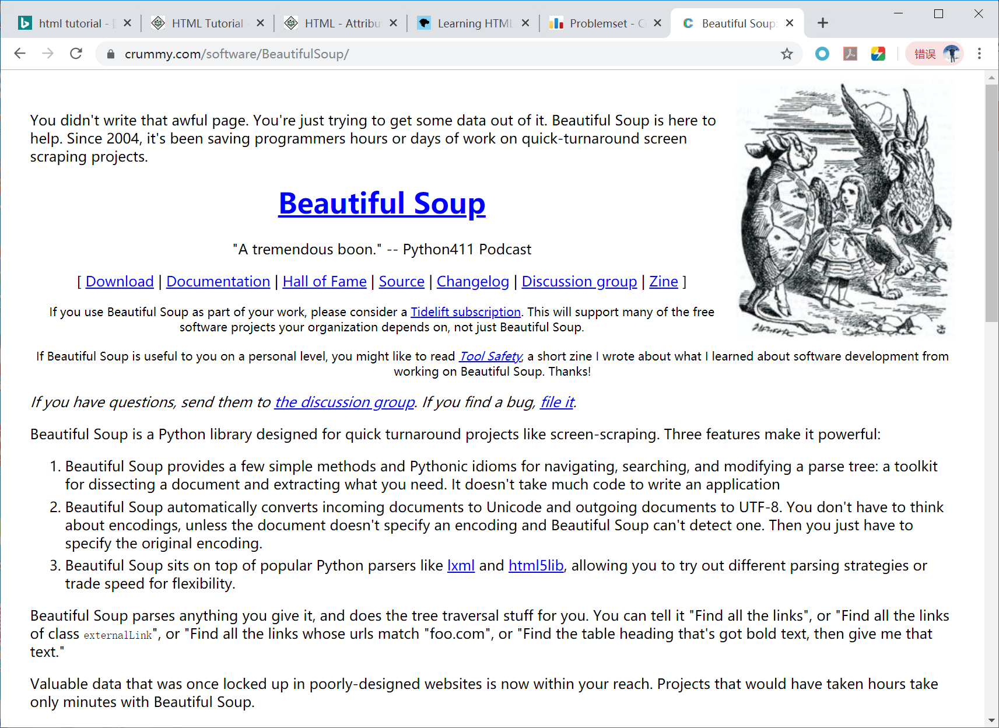 html tutorial -
HTML Tutorial -
HTML - Attribu
Learning HTML
Problemset - Co
Beautiful Soup:
crummy.com/software/BeautifulSoup/
错误
You didn't write that awful page. You're just trying to get some data out of it. Beautiful Soup is here to
help. Since 2004, it's been saving programmers hours or days of work on quick-turnaround screen
scraping projects.
Beautiful Soup
"A tremendous boon." -- Python411 Podcast
[ Download | Documentation | Hall of Fame | Source | Changelog | Discussion group | Zine ]
If you use Beautiful Soup as part of your work, please consider a Tidelift subscription. This will support many of the free
software projects your organization depends on, not just Beautiful Soup.
If Beautiful Soup is useful to you on a personal level, you might like to read Tool Safety, a short zine I wrote about what I learned about software development from
working on Beautiful Soup. Thanks!
If you have questions, send them to the discussion group. If you find a bug, file it.
Beautiful Soup is a Python library designed for quick turnaround projects like screen-scraping. Three features make it powerful:
1. Beautiful Soup provides a few simple methods and Pythonic idioms for navigating, searching, and modifying a parse tree: a toolkit
for dissecting a document and extracting what you need. It doesn't take much code to write an application
2. Beautiful Soup automatically converts incoming documents to Unicode and outgoing documents to UTF-8. You don't have to think
about encodings, unless the document doesn't specify an encoding and Beautiful Soup can't detect one. Then you just have to
specify the original encoding.
3. Beautiful Soup sits on top of popular Python parsers like lxml and html5lib, allowing you to try out different parsing strategies or
trade speed for flexibility.
Beautiful Soup parses anything you give it, and does the tree traversal stuff for you. You can tell it "Find all the links", or "Find all the links
of class externalLink", or "Find all the links whose urls match "foo.com", or "Find the table heading that's got bold text, then give me that
text."
Valuable data that was once locked up in poorly-designed websites is now within your reach. Projects that would have taken hours take
only minutes with Beautiful Soup.